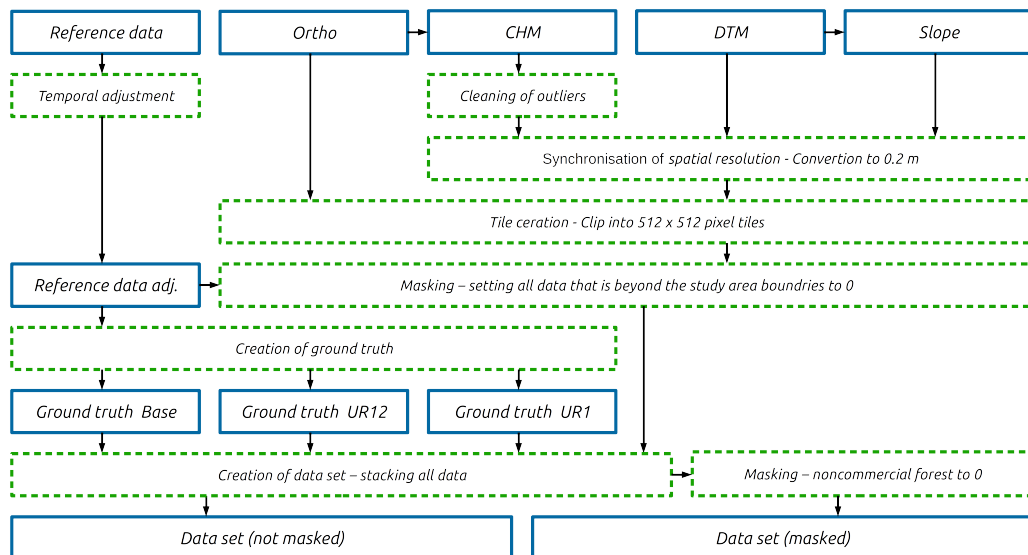 Reference data
Ortho
CHM
DTM
Slope
Temporal adjustment
Cleaning of outliers
Synchronisation of spatial resolution - Convertion to 0.2 m
Tile ceration - Clip into 512 x 512 pixel tiles
Reference data adj.
Masking – setting all data that is beyond the study area boundries to 0
Creation of ground truth
Ground truth Base
Ground truth UR12
Ground truth UR1
Creation of data set – stacking all data
Masking – noncommercial forest to 0
Data set (not masked)
Data set (masked)